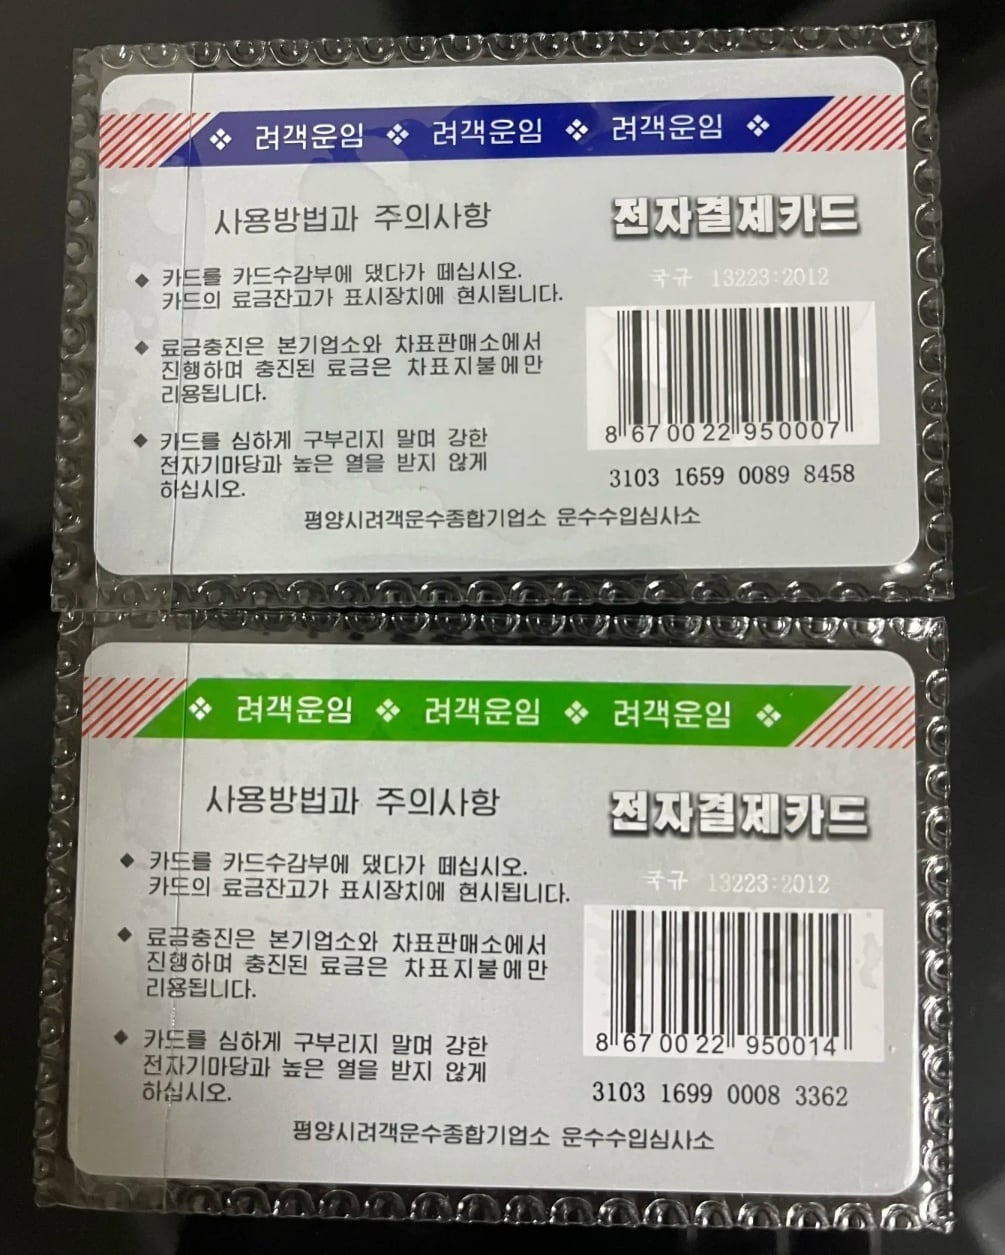 ❖ 려객운임 ❖ 려객운임 ❖ 려객운임 ❖
사용방법과 주의사항
◆ 카드를 카드수감부에 댔다가 떼십시오.
카드의 료금잔고가 표시장치에 현시됩니다.
◆ 료금충진은 본기업소와 차표판매소에서
진행하며 충진된 료금은 차표지불에만
리용됩니다.
◆ 카드를 심하게 구부리지 말며 강한
전자기마당과 높은 열을 받지 않게
하십시오.
전자결제카드
국규 13223:2012
8 67 00 22 950007
3103 1659 0089 8458
평양시려객운수종합기업소 운수수입심사소
❖ 려객운임 ❖ 려객운임 ❖ 려객운임 ❖
사용방법과 주의사항
◆ 카드를 카드수감부에 댔다가 떼십시오.
카드의 료금잔고가 표시장치에 현시됩니다.
◆ 료금충진은 본기업소와 차표판매소에서
진행하며 충진된 료금은 차표지불에만
리용됩니다.
◆ 카드를 심하게 구부리지 말며 강한
전자기마당과 높은 열을 받지 않게
하십시오.
전자결제카드
국규 13223:2012
8 67 00 22 950014
3103 1699 0008 3362
평양시려객운수종합기업소 운수수입심사소